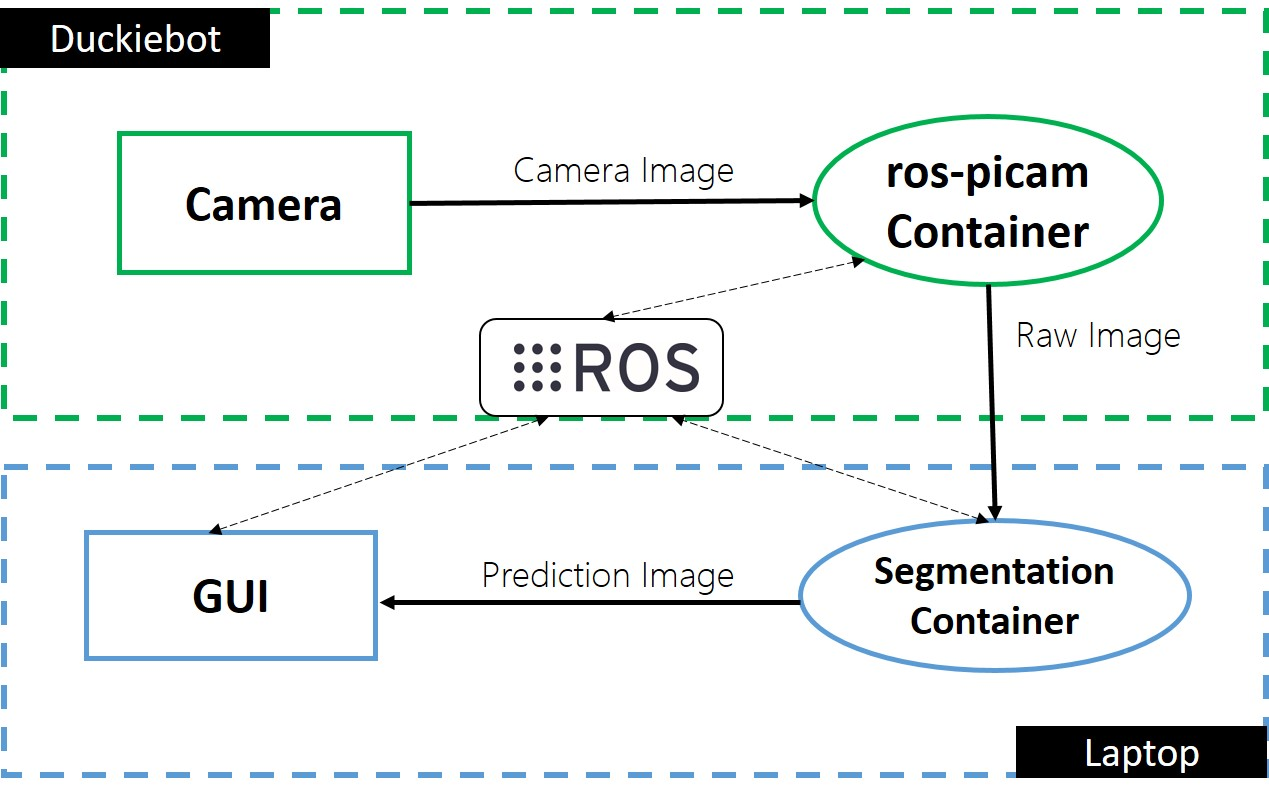 Duckiebot
Camera Image
Camera
ros-picam
Container
Raw Image
ROS
Prediction Image
GUI
Segmentation
Container
Laptop